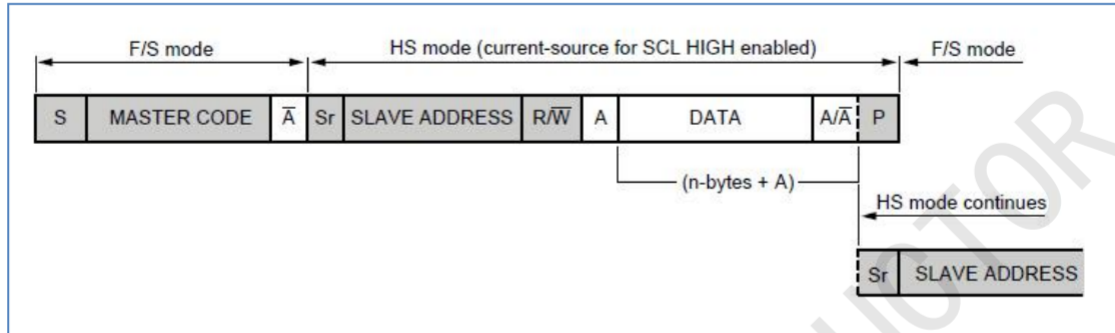 F/S mode
HS mode (current-source for SCL HIGH enabled)
F/S mode
S MASTER CODE A̅ Sr SLAVE ADDRESS R/W̅ A DATA A/A̅ P
(n-bytes + A)
HS mode continues
Sr SLAVE ADDRESS